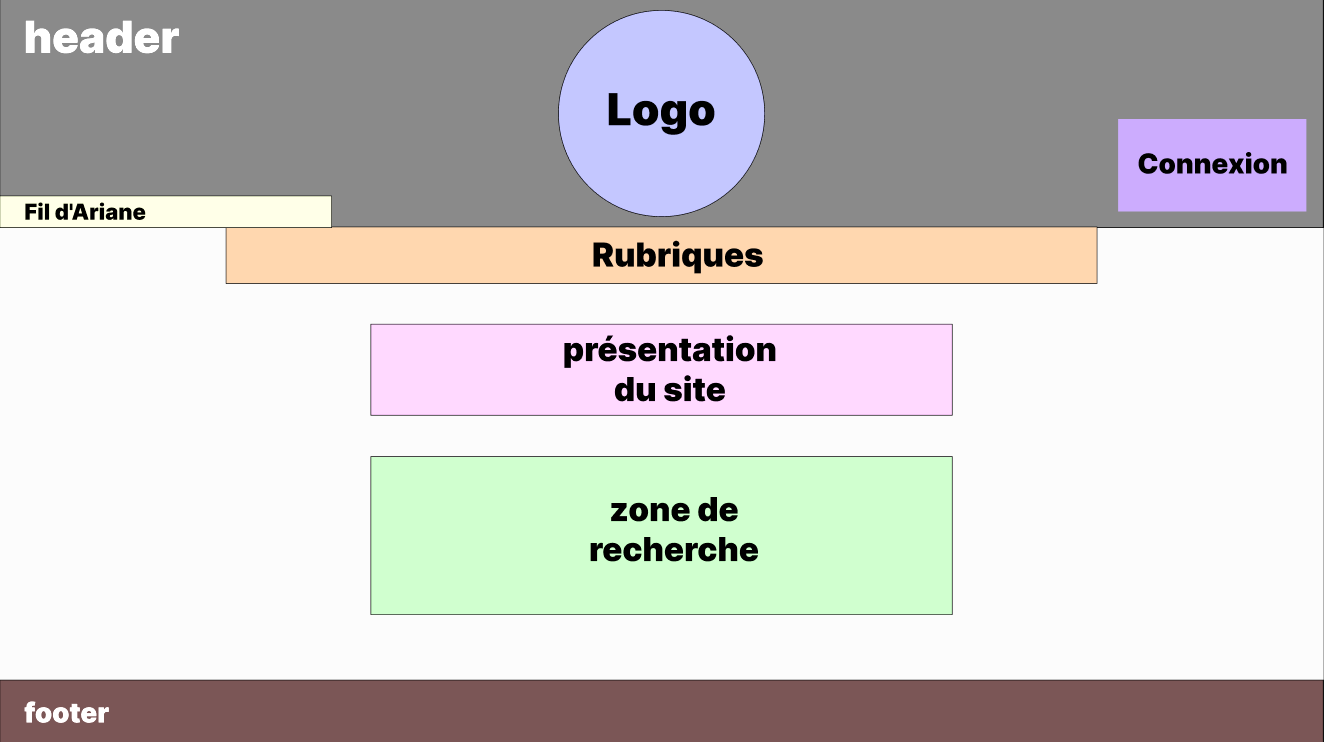 header
Logo
Connexion
Fil d'Ariane
Rubriques
présentation
du site
zone de
recherche
footer